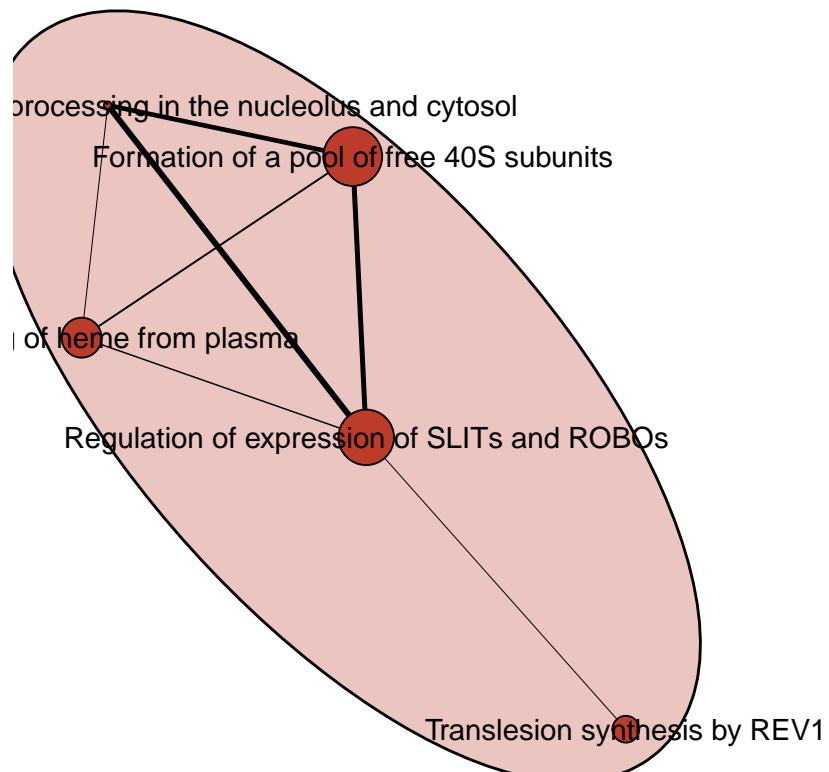 processing in the nucleolus and cytosol
Formation of a pool of free 40S subunits
of heme from plasma
Regulation of expression of SLITs and ROBOs
Translesion synthesis by REV1